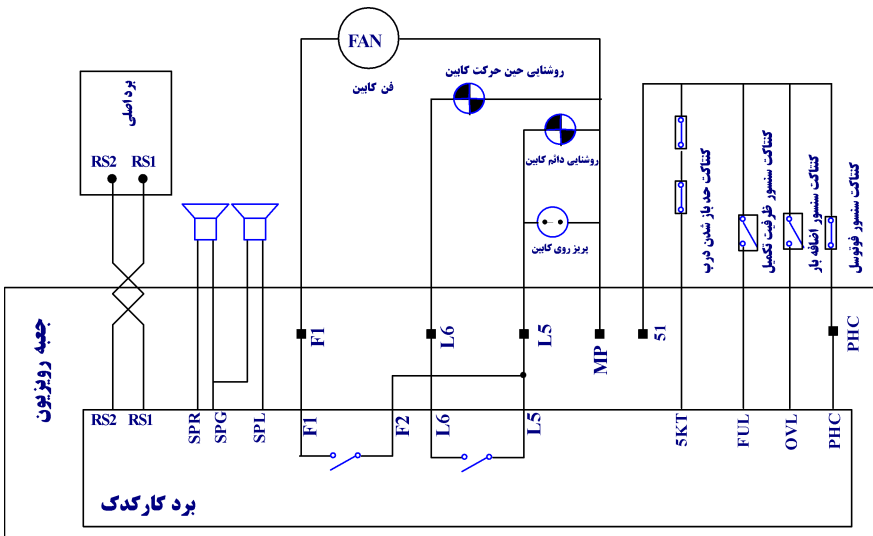 FAN
فن کابین
روشنایی حین حرکت کابین
روشنایی دائم کابین
پریز روی کابین
برد اصلی
RS2 RS1
کنتاکت حد باز شدن درب
کنتاکت سنسور ظرفیت تکمیل
کنتاکت سنسور اضافه بار
کنتاکت سنسور فوتوسل
جعبه رویزیون
F1
L6
L5
MP
51
PHC
RS2 RS1
SPR
SPG
SPL
F1
F2
L6
L5
5KT
FUL
OVL
PHC
برد کارکدک